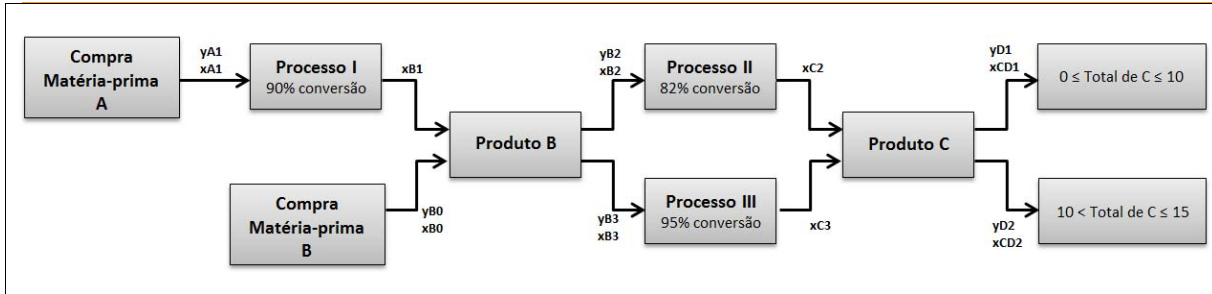 Compra
Matéria-prima
A
yA1
xA1
Processo I
90% conversão
xB1
Compra
Matéria-prima
B
yB0
xB0
Produto B
yB2
xB2
Processo II
82% conversão
xC2
yB3
xB3
Processo III
95% conversão
xC3
Produto C
yD1
xCD1
0 ≤ Total de C ≤ 10
yD2
xCD2
10 < Total de C ≤ 15